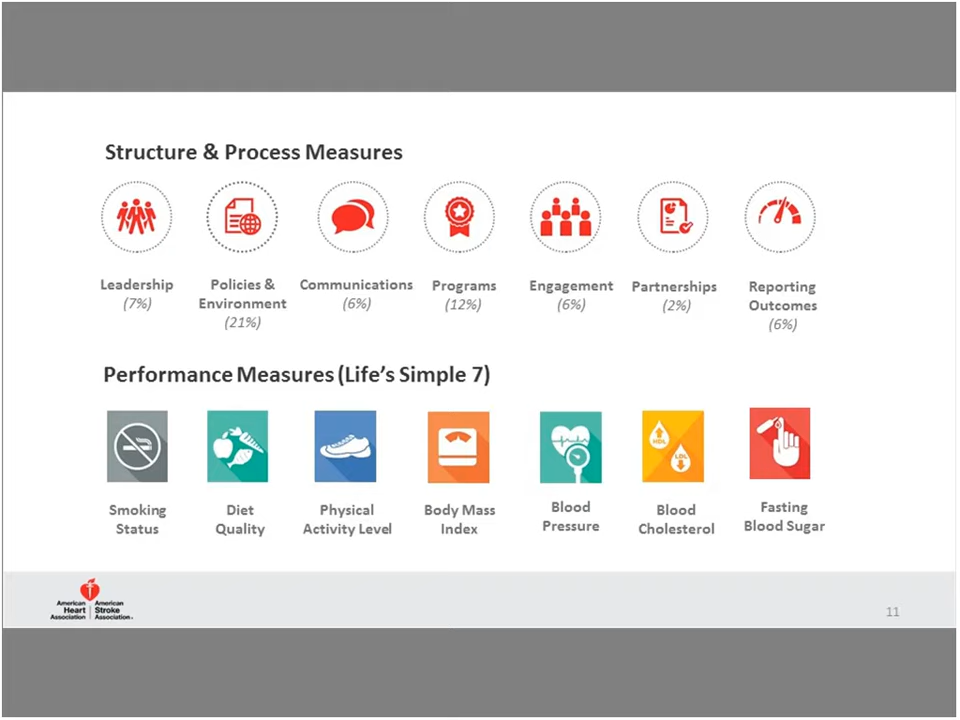 Structure & Process Measures
Leadership
(7%)
Policies &
Environment
(21%)
Communications
(6%)
Programs
(12%)
Engagement
(6%)
Partnerships
(2%)
Reporting
Outcomes
(6%)
Performance Measures (Life's Simple 7)
HDL
LDL
Smoking
Status
Diet
Quality
Physical
Activity Level
Body Mass
Index
Blood
Pressure
Blood
Cholesterol
Fasting
Blood Sugar
American
Heart
Association
American
Stroke
Association
11